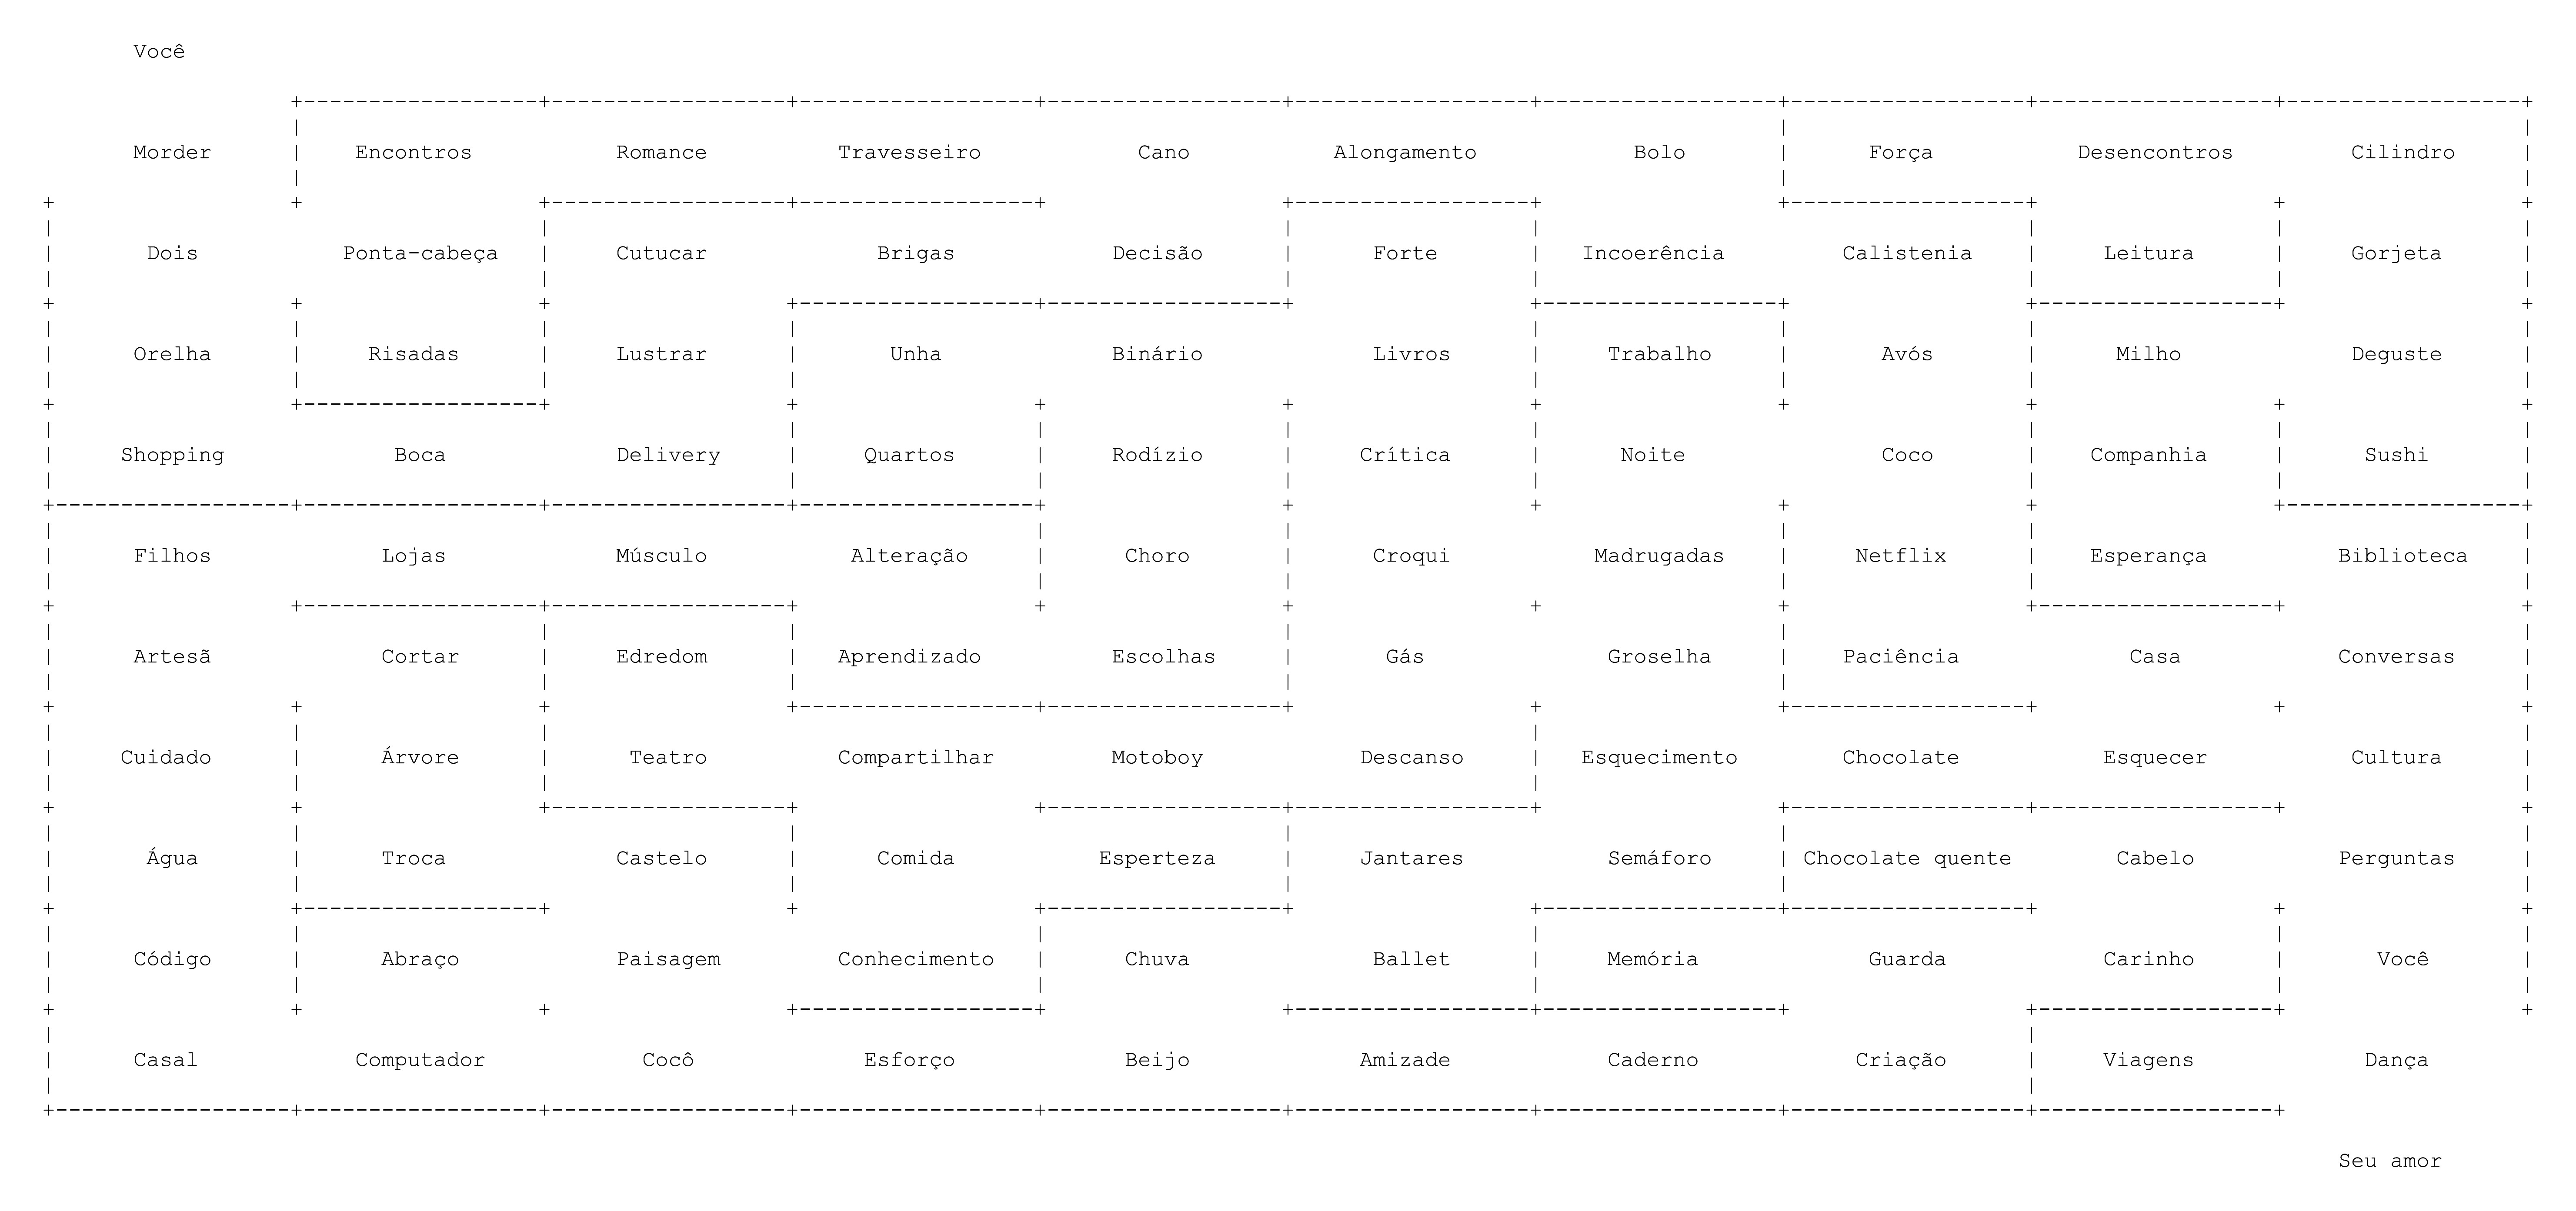 Você
Morder Encontros Romance Travesseiro Cano Alongamento Bolo Força Desencontros Cilindro
Dois Ponta-cabeça Cutucar Brigas Decisão Forte Incoerência Calistenia Leitura Gorjeta
Orelha Risadas Lustrar Unha Binário Livros Trabalho Avós Milho Deguste
Shopping Boca Delivery Quartos Rodízio Crítica Noite Coco Companhia Sushi
Filhos Lojas Músculo Alteração Choro Croqui Madrugadas Netflix Esperança Biblioteca
Artesã Cortar Edredom Aprendizado Escolhas Gás Groselha Paciência Casa Conversas
Cuidado Árvore Teatro Compartilhar Motoboy Descanso Esquecimento Chocolate Esquecer Cultura
Água Troca Castelo Comida Esperteza Jantares Semáforo Chocolate quente Cabelo Perguntas
Código Abraço Paisagem Conhecimento Chuva Ballet Memória Guarda Carinho Você
Casal Computador Cocô Esforço Beijo Amizade Caderno Criação Viagens Dança
Seu amor